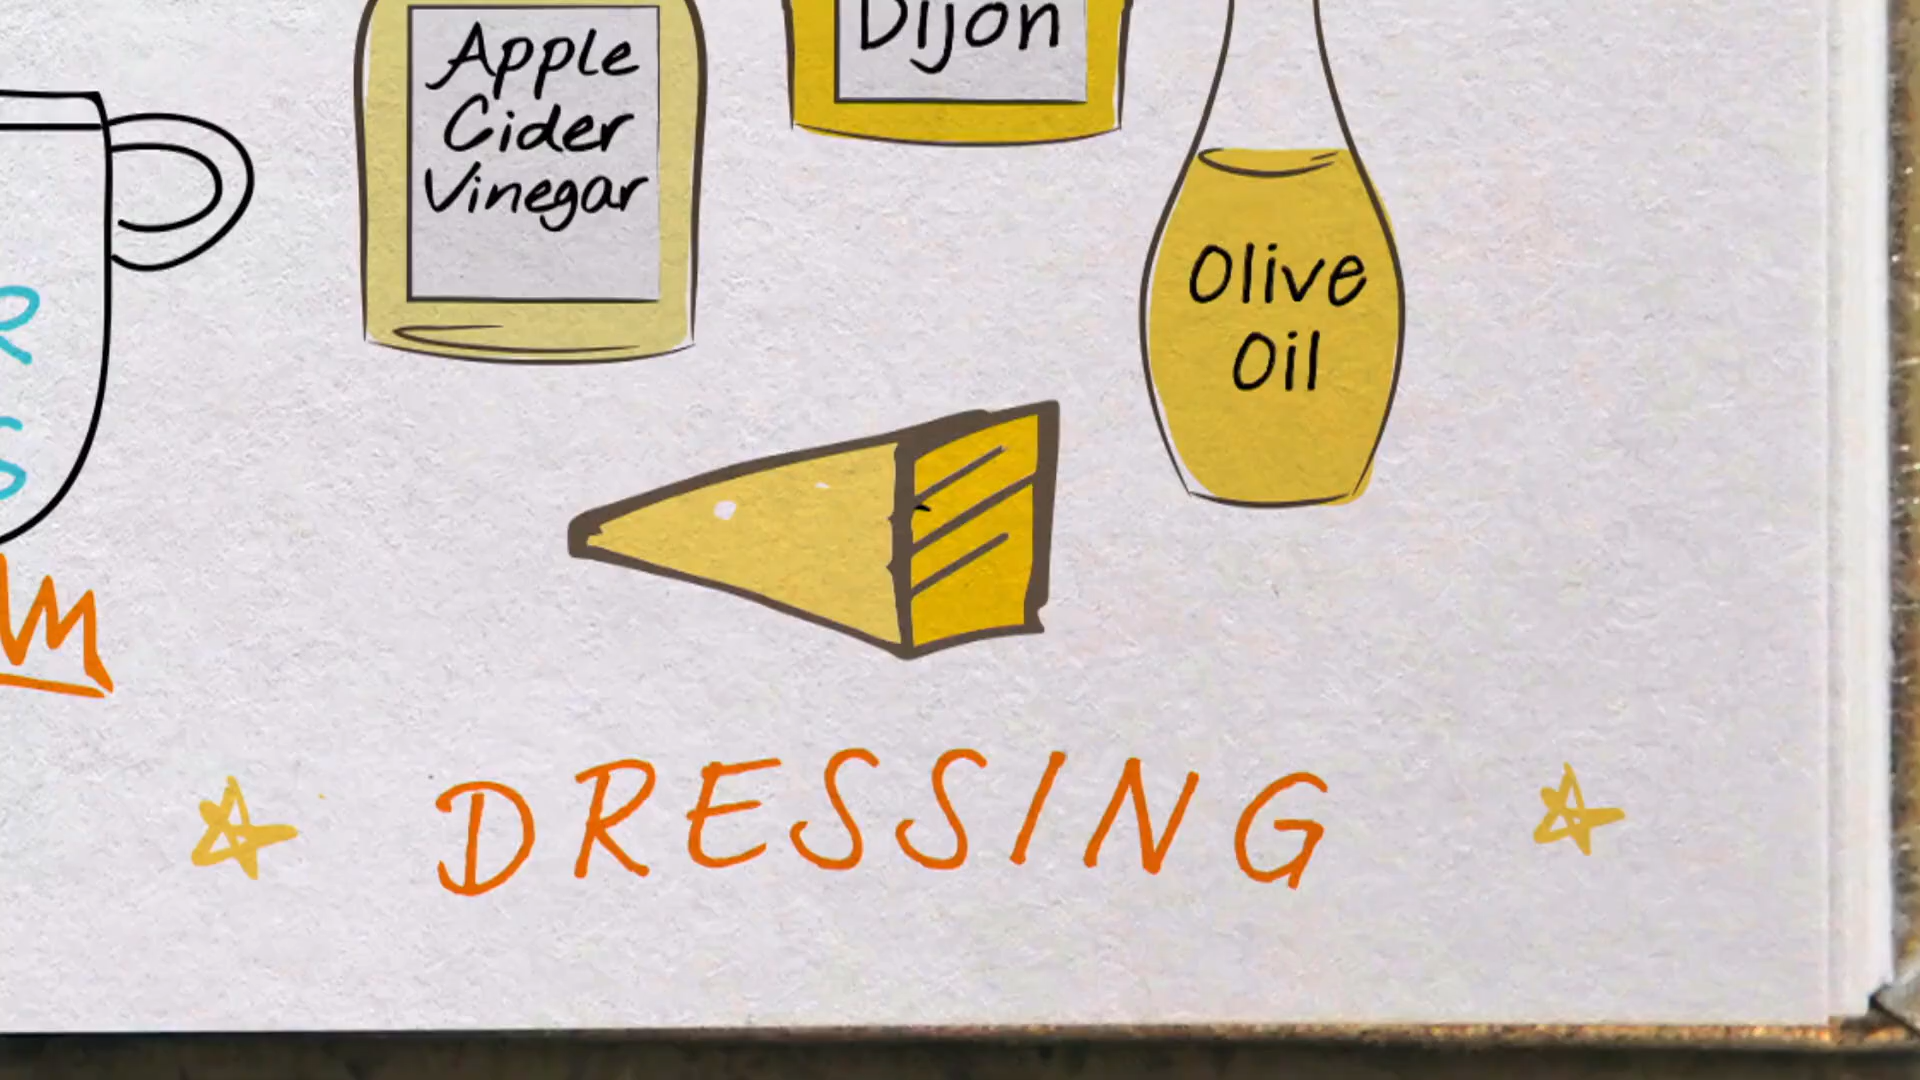 Apple
Cider
Vinegar
Dijon
Olive
Oil
DRESSING